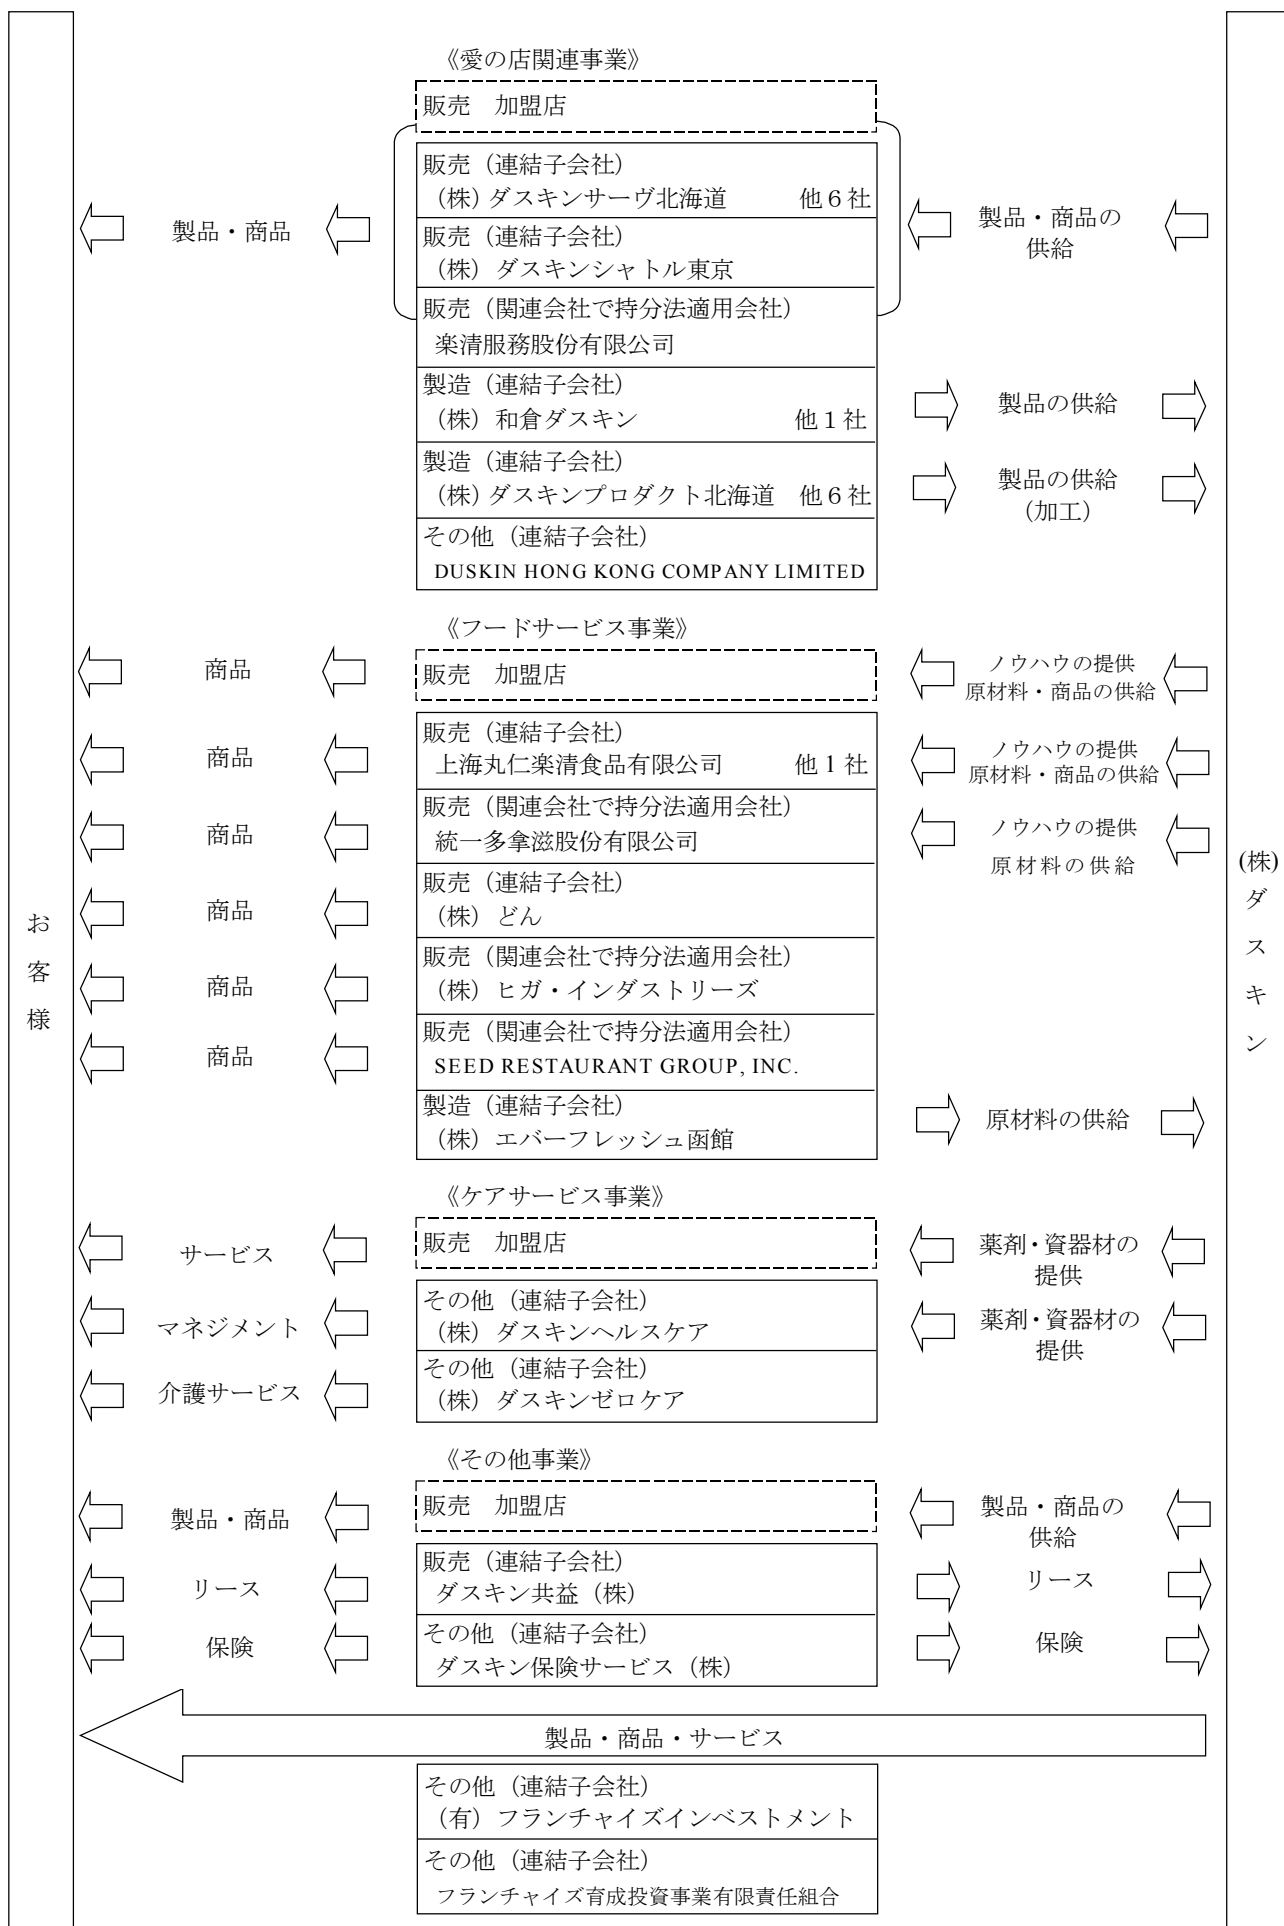 《愛の店関連事業》
販売　加盟店
販売（連結子会社）
（株）ダスキンサーヴ北海道　他６社
製品・商品
製品・商品の
供給
販売（連結子会社）
（株）ダスキンシャトル東京
販売（関連会社で持分法適用会社）
楽清服務股份有限公司
製造（連結子会社）
（株）和倉ダスキン　他１社
製品の供給
製造（連結子会社）
（株）ダスキンプロダクト北海道　他６社
製品の供給
（加工）
その他（連結子会社）
DUSKIN HONG KONG COMPANY LIMITED
《フードサービス事業》
商品
販売　加盟店
ノウハウの提供
原材料・商品の供給
販売（連結子会社）
商品
上海丸仁楽清食品有限公司　他１社
ノウハウの提供
原材料・商品の供給
販売（関連会社で持分法適用会社）
商品
統一多拿滋股份有限公司
ノウハウの提供
原材料の供給
販売（連結子会社）
商品
（株）どん
販売（関連会社で持分法適用会社）
商品
（株）ヒガ・インダストリーズ
販売（関連会社で持分法適用会社）
商品
SEED RESTAURANT GROUP, INC.
製造（連結子会社）
（株）エバーフレッシュ函館
原材料の供給
お客様
(株)ダスキン
《ケアサービス事業》
サービス
販売　加盟店
薬剤・資器材の
提供
その他（連結子会社）
マネジメント
（株）ダスキンヘルスケア
薬剤・資器材の
提供
その他（連結子会社）
介護サービス
（株）ダスキンゼロケア
《その他事業》
製品・商品
販売　加盟店
製品・商品の
供給
販売（連結子会社）
リース
ダスキン共益（株）
リース
その他（連結子会社）
保険
ダスキン保険サービス（株）
保険
製品・商品・サービス
その他（連結子会社）
（有）フランチャイズインベストメント
その他（連結子会社）
フランチャイズ育成投資事業有限責任組合